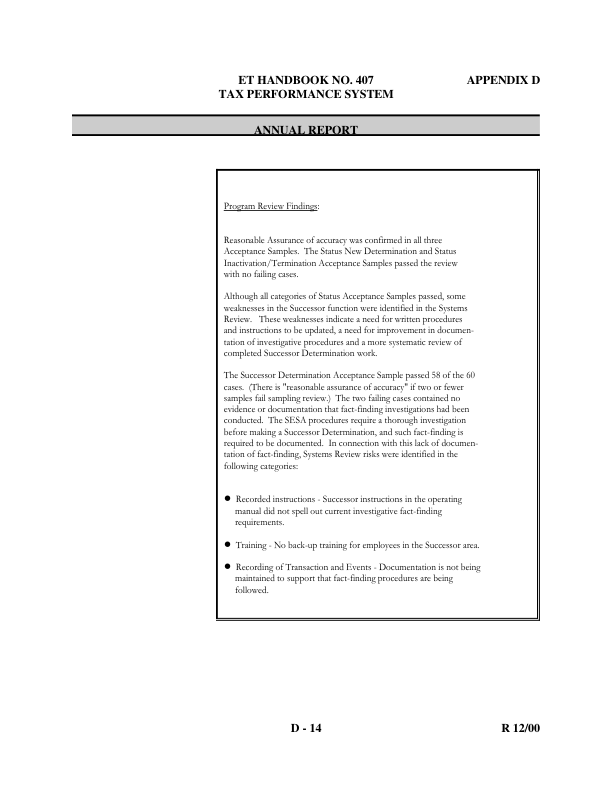 ET HANDBOOK NO. 407
APPENDIX D
TAX PERFORMANCE SYSTEM
ANNUAL REPORT
Program Review Findings:
Reasonable Assurance of accuracy was confirmed in all three
Acceptance Samples.  The Status New Determination and Status
Inactivation/Termination Acceptance Samples passed the review
with no failing cases.
Although all categories of Status Acceptance Samples passed, some
weaknesses in the Successor function were identified in the Systems
Review.   These weaknesses indicate a need for written procedures
and instructions to be updated, a need for improvement in documen-
tation of investigative procedures and a more systematic review of
completed Successor Determination work.
The Successor Determination Acceptance Sample passed 58 of the 60
cases.  (There is "reasonable assurance of accuracy" if two or fewer
samples fail sampling review.)  The two failing cases contained no
evidence or documentation that fact-finding investigations had been
conducted.  The SESA procedures require a thorough investigation
before making a Successor Determination, and such fact-finding is
required to be documented.  In connection with this lack of documen-
tation of fact-finding, Systems Review risks were identified in the
following categories:
● Recorded instructions - Successor instructions in the operating
manual did not spell out current investigative fact-finding
requirements.
● Training - No back-up training for employees in the Successor area.
● Recording of Transaction and Events - Documentation is not being
maintained to support that fact-finding procedures are being
followed.
D - 14
R 12/00